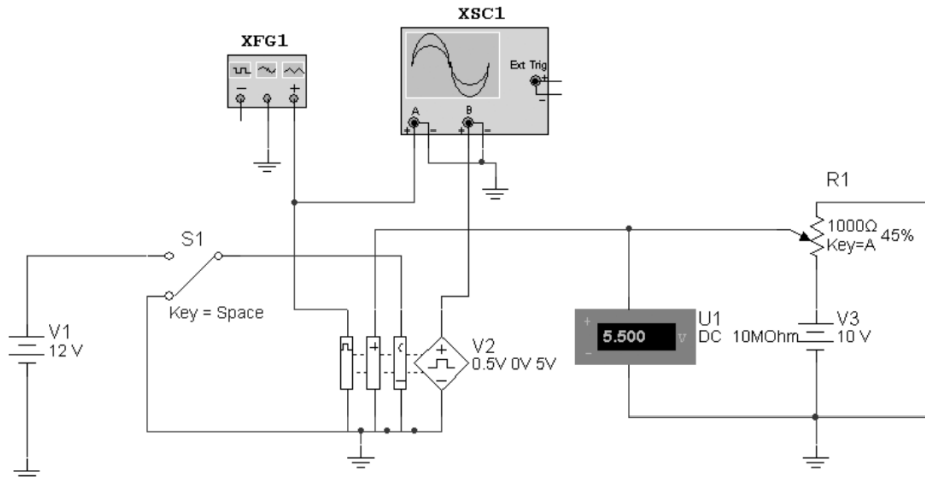 XSC1
XFG1
Ext Trig
A
B
R1
1000Ω
45%
Key=A
S1
Key = Space
V1
12 V
V2
0.5V 0V 5V
5.500
V
U1
DC 10MOhm
V3
10 V